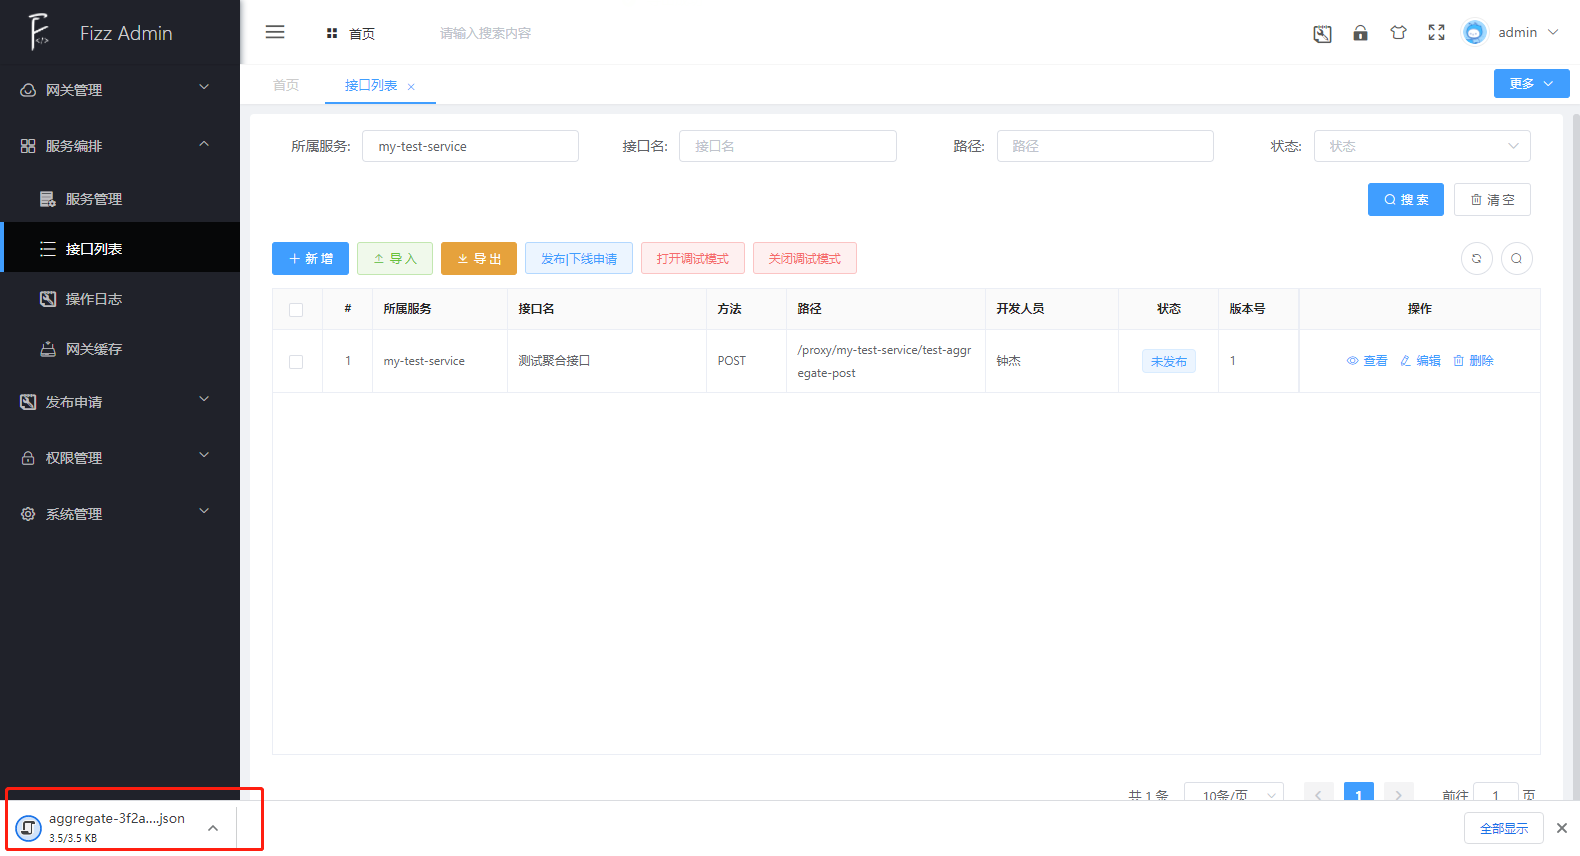 Fizz Admin
首页
请输入搜索内容
admin
网关管理
服务编排
服务管理
接口列表
操作日志
网关缓存
发布申请
权限管理
系统管理
首页
接口列表 ×
更多
所属服务: my-test-service
接口名: 接口名
路径: 路径
状态: 状态
搜 索
清 空
新 增
导 入
导 出
发布|下线申请
打开调试模式
关闭调试模式
# 所属服务 接口名 方法 路径 开发人员 状态 版本号 操作
1 my-test-service 测试聚合接口 POST /proxy/my-test-service/test-aggr
egate-post 钟杰 未发布 1 查看 编辑 删除
共 1 条 10条/页 1 前往 1 页
aggregate-3f2a....json
3.5/3.5 KB
全部显示